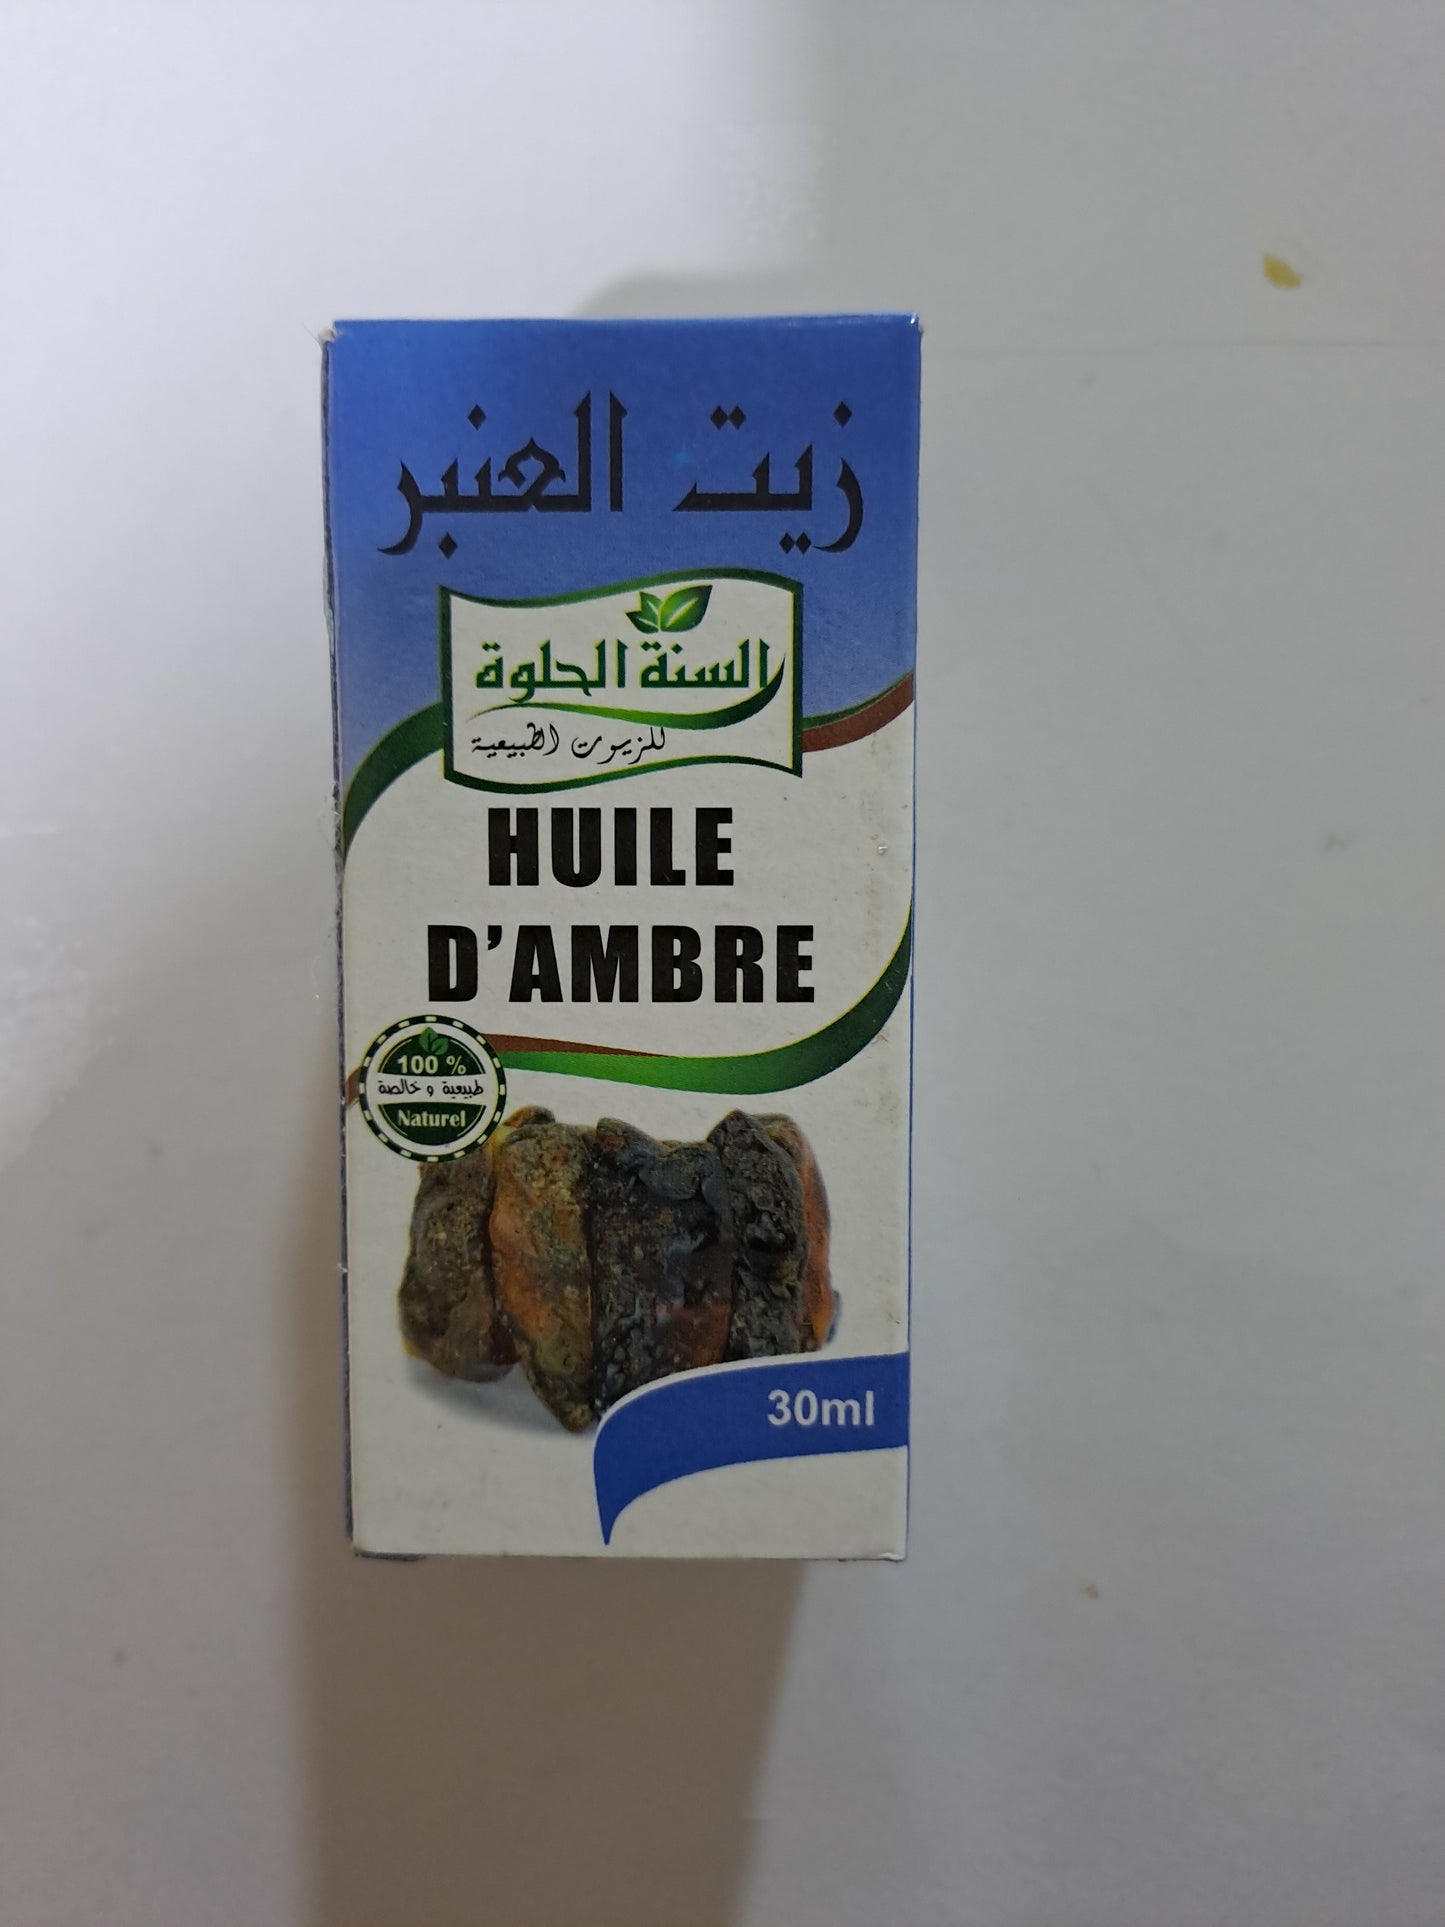 زيت العنبر
السنة الحلوة
للزيوت الطبيعية
HUILE
D'AMBRE
100 %
طبيعية و خالصة
Naturel
30ml